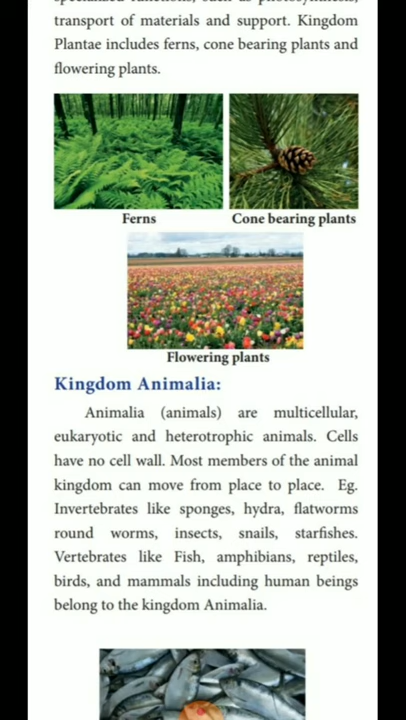 transport of materials and support. Kingdom
Plantae includes ferns, cone bearing plants and
flowering plants.
Ferns
Cone bearing plants
Flowering plants
Kingdom Animalia:
Animalia (animals) are multicellular,
eukaryotic and heterotrophic animals. Cells
have no cell wall. Most members of the animal
kingdom can move from place to place. Eg.
Invertebrates like sponges, hydra, flatworms
round worms, insects, snails, starfishes.
Vertebrates like Fish, amphibians, reptiles,
birds, and mammals including human beings
belong to the kingdom Animalia.